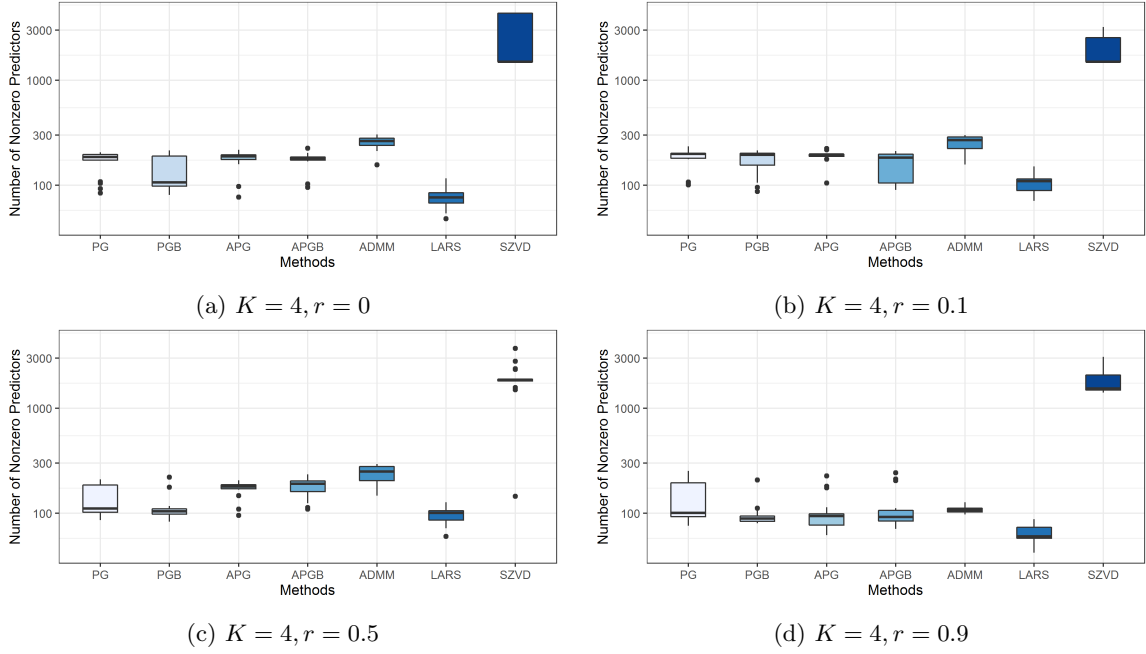 Number of Nonzero Predictors
3000
1000
300
100
PG PGB APG APGB ADMM LARS SZVD
Methods
(a) K = 4, r = 0
Number of Nonzero Predictors
3000
1000
300
100
PG PGB APG APGB ADMM LARS SZVD
Methods
(b) K = 4, r = 0.1
Number of Nonzero Predictors
3000
1000
300
100
PG PGB APG APGB ADMM LARS SZVD
Methods
(c) K = 4, r = 0.5
Number of Nonzero Predictors
3000
1000
300
100
PG PGB APG APGB ADMM LARS SZVD
Methods
(d) K = 4, r = 0.9